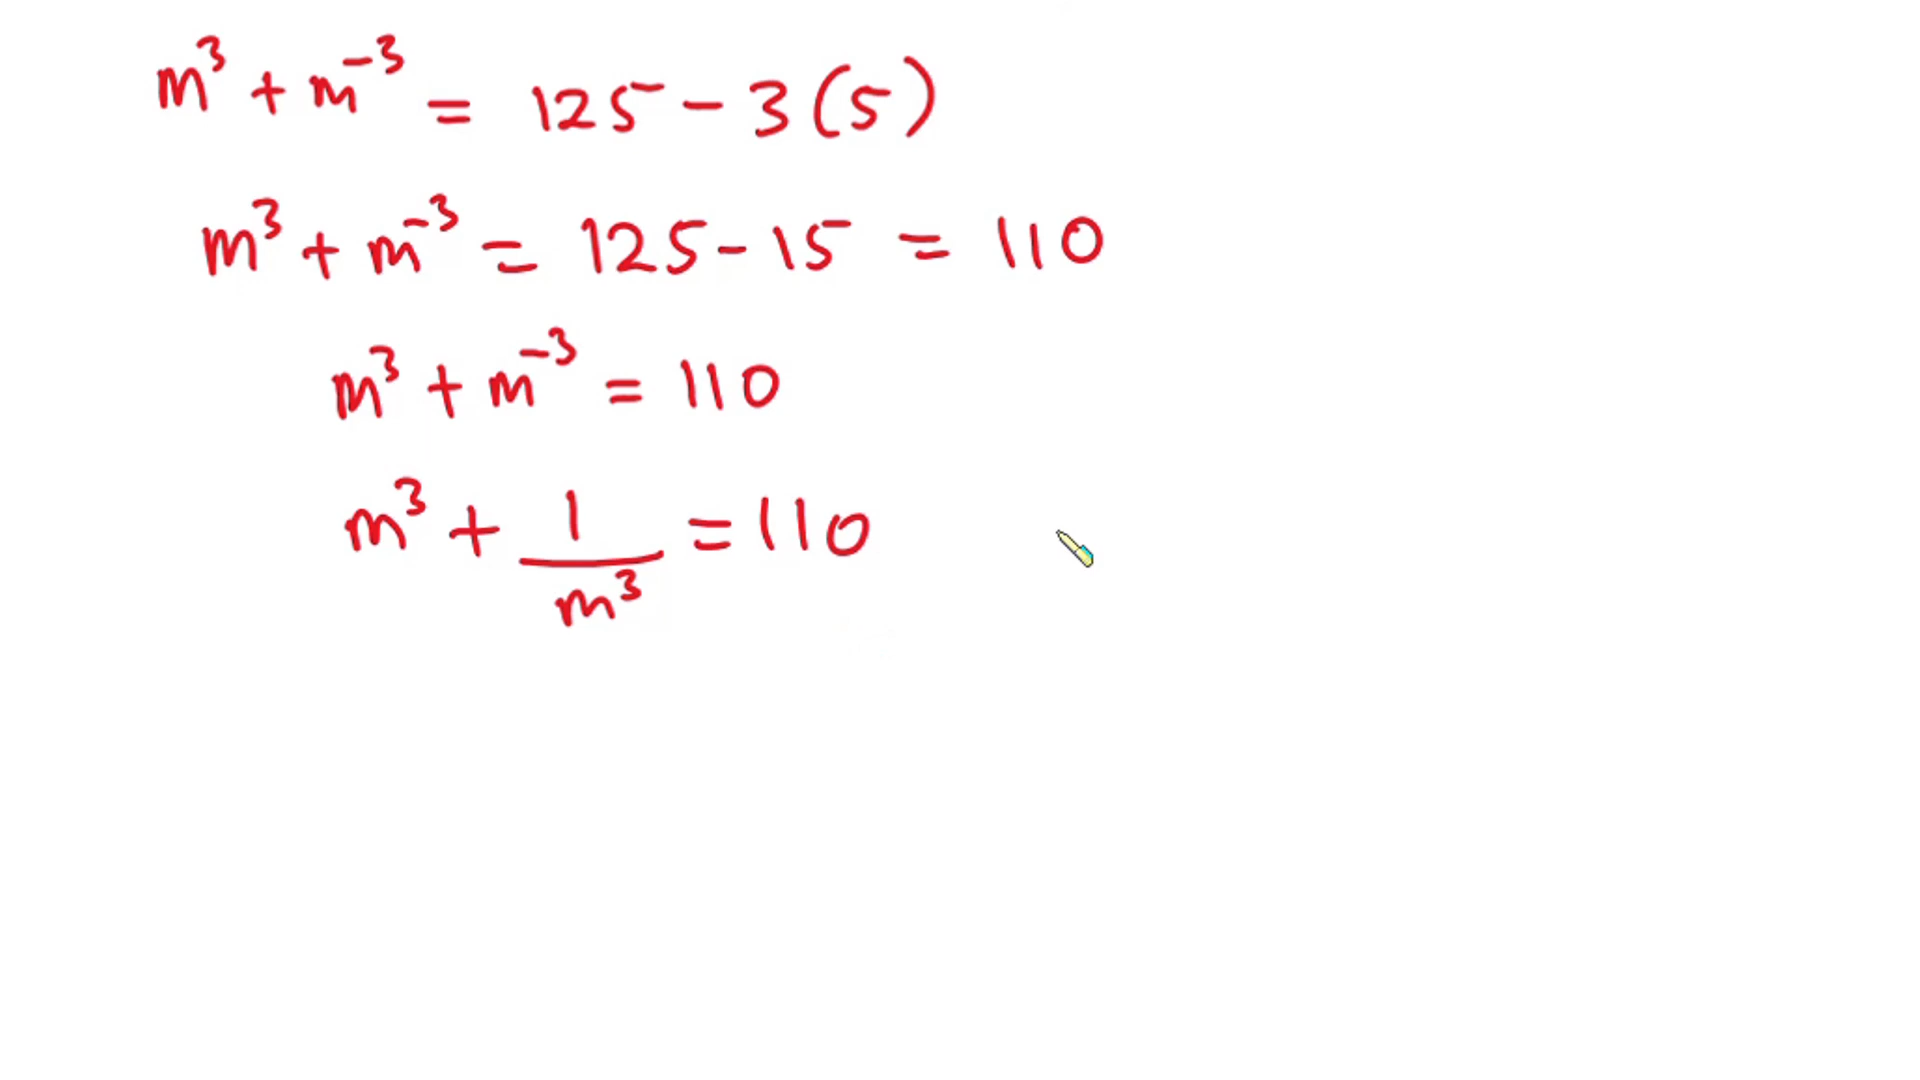 m³ + m⁻³ = 125 - 3(5)
m³ + m⁻³ = 125 - 15 = 110
m³ + m⁻³ = 110
m³ + 1/m³ = 110